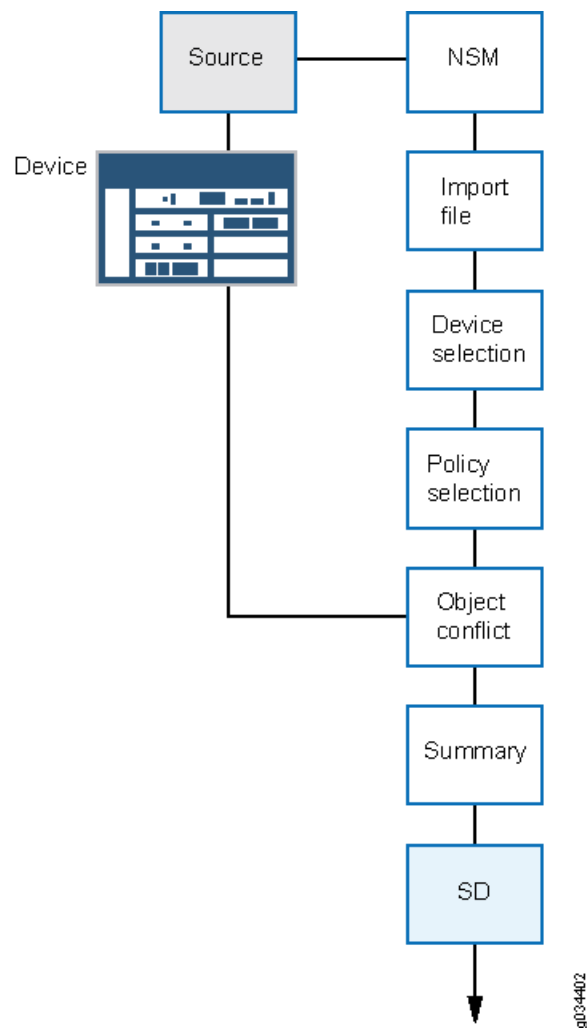 Source
NSM
Device
Import
file
Device
selection
Policy
selection
Object
conflict
Summary
SD
g034402